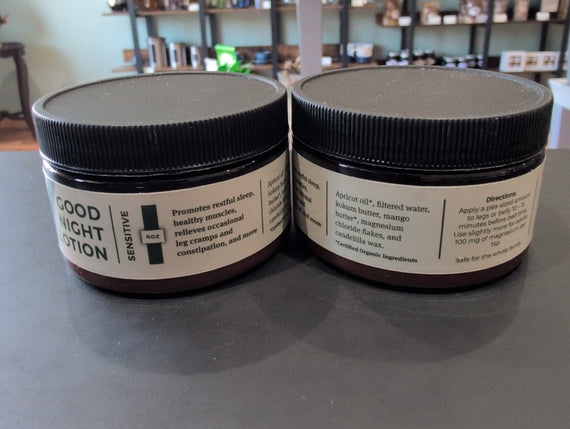 GOOD
NIGHT
LOTION
SENSITIVE
4OZ
Promotes restful sleep,
healthy muscles,
relieves occasional
leg cramps and
constipation, and more
Apricot oil*, filtered water,
kokum butter, mango
butter*, magnesium
chloride flakes, and
candelilla wax.
*Certified Organic Ingredients
Directions
Apply a pea-sized amount
to legs or body 10 - 15
minutes before bed time.
Use slightly more for adults.
100 mg of magnesium per
tsp.
Safe for the whole family.